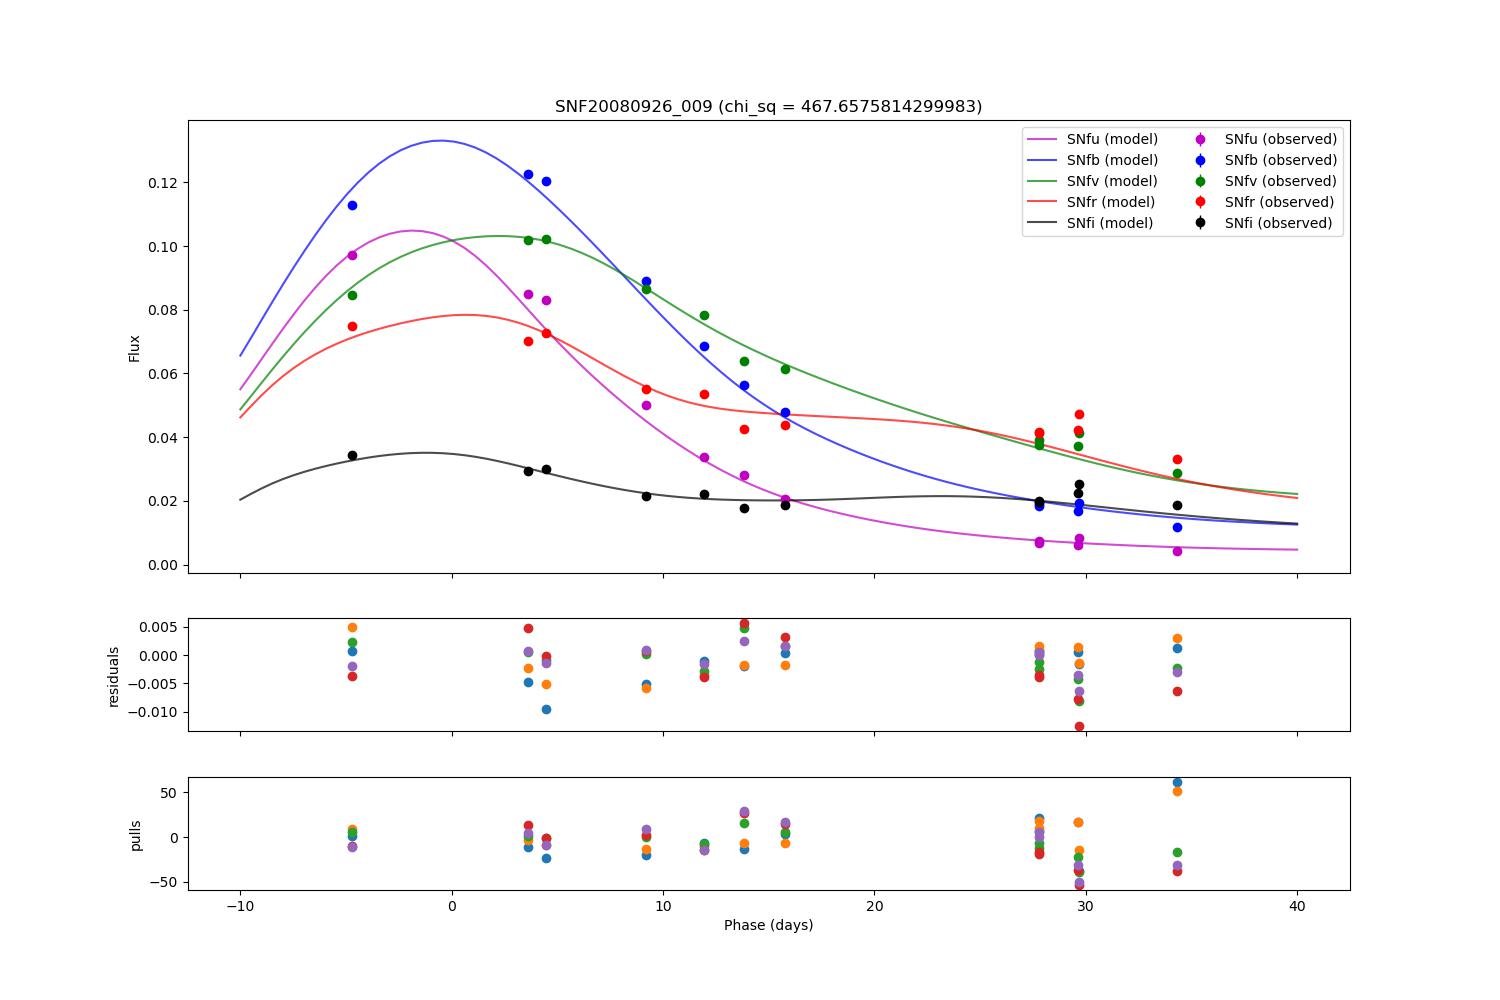 SNF20080926_009 (chi_sq = 467.6575814299983)
SNfu (model) SNfu (observed)
SNfb (model) SNfb (observed)
SNfv (model) SNfv (observed)
SNfr (model) SNfr (observed)
SNfi (model) SNfi (observed)
0.12
0.10
0.08
0.06
0.04
0.02
0.00
Flux
0.005
0.000
−0.005
−0.010
residuals
50
0
−50
pulls
−10 0 10 20 30 40
Phase (days)